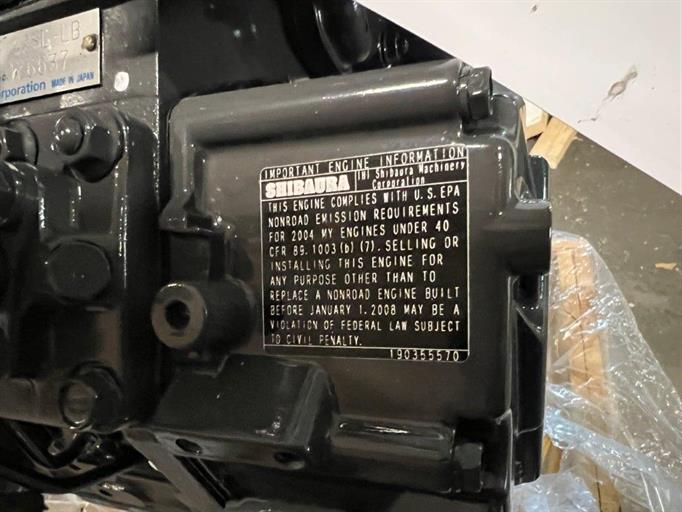 LB
MADE IN JAPAN
IMPORTANT ENGINE INFORMATION
SHIBAURA IHI Shibaura Machinery
Corporation
THIS ENGINE COMPLIES WITH U.S.EPA
NONROAD EMISSION REQUIREMENTS
FOR 2004 MY ENGINES UNDER 40
CFR 89.1003(b)(7). SELLING OR
INSTALLING THIS ENGINE FOR
ANY PURPOSE OTHER THAN TO
REPLACE A NONROAD ENGINE BUILT
BEFORE JANUARY 1.2008 MAY BE A
VIOLATION OF FEDERAL LAW SUBJECT
TO CIVIL PENALTY.
190355570